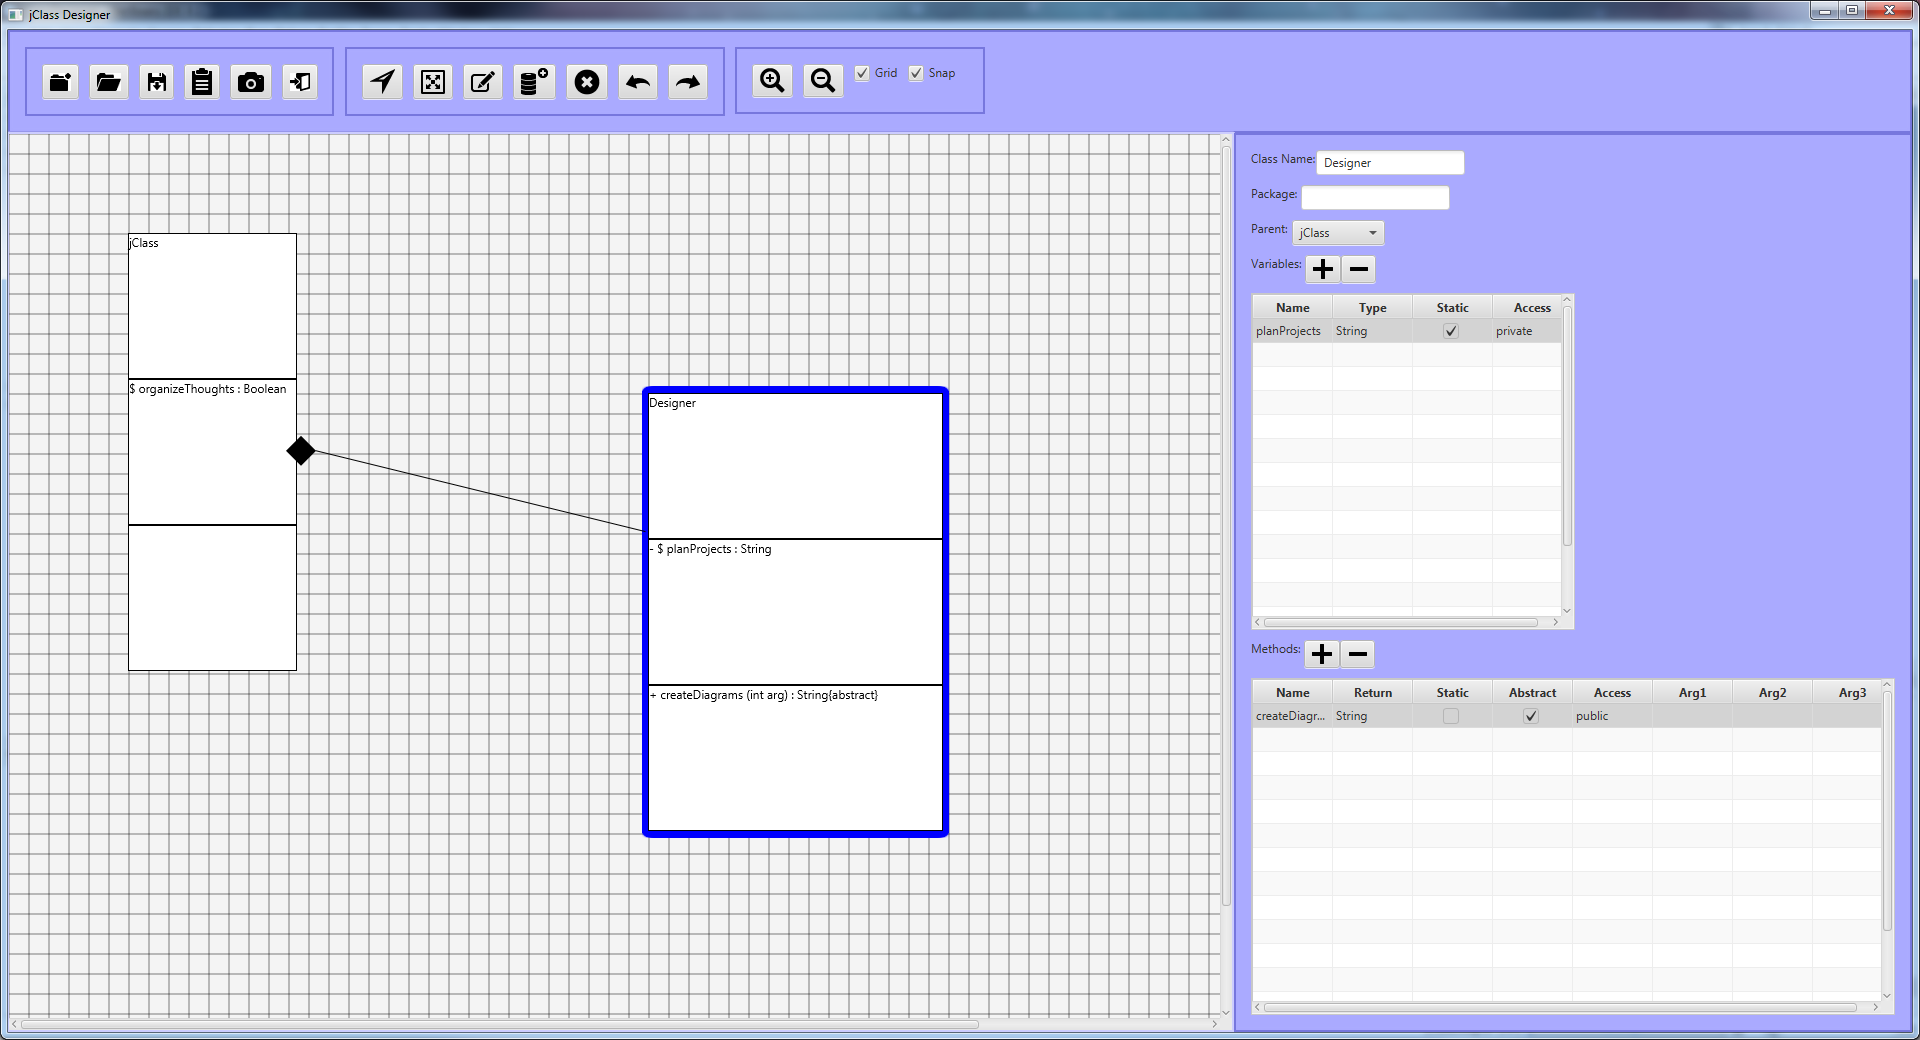 jClass Designer
Grid Snap
jClass
$ organizeThoughts : Boolean
Designer
- $ planProjects : String
+ createDiagrams (int arg) : String{abstract}
Class Name: Designer
Package:
Parent: jClass
Variables:
Name Type Static Access
planProjects String private
Methods:
Name Return Static Abstract Access Arg1 Arg2 Arg3
createDiagr... String public